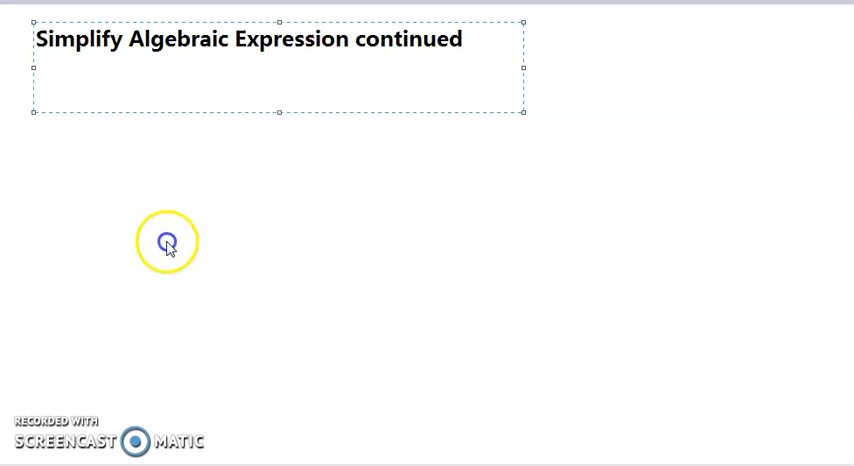 Simplify Algebraic Expression continued
RECORDED WITH
SCREENCAST MATIC